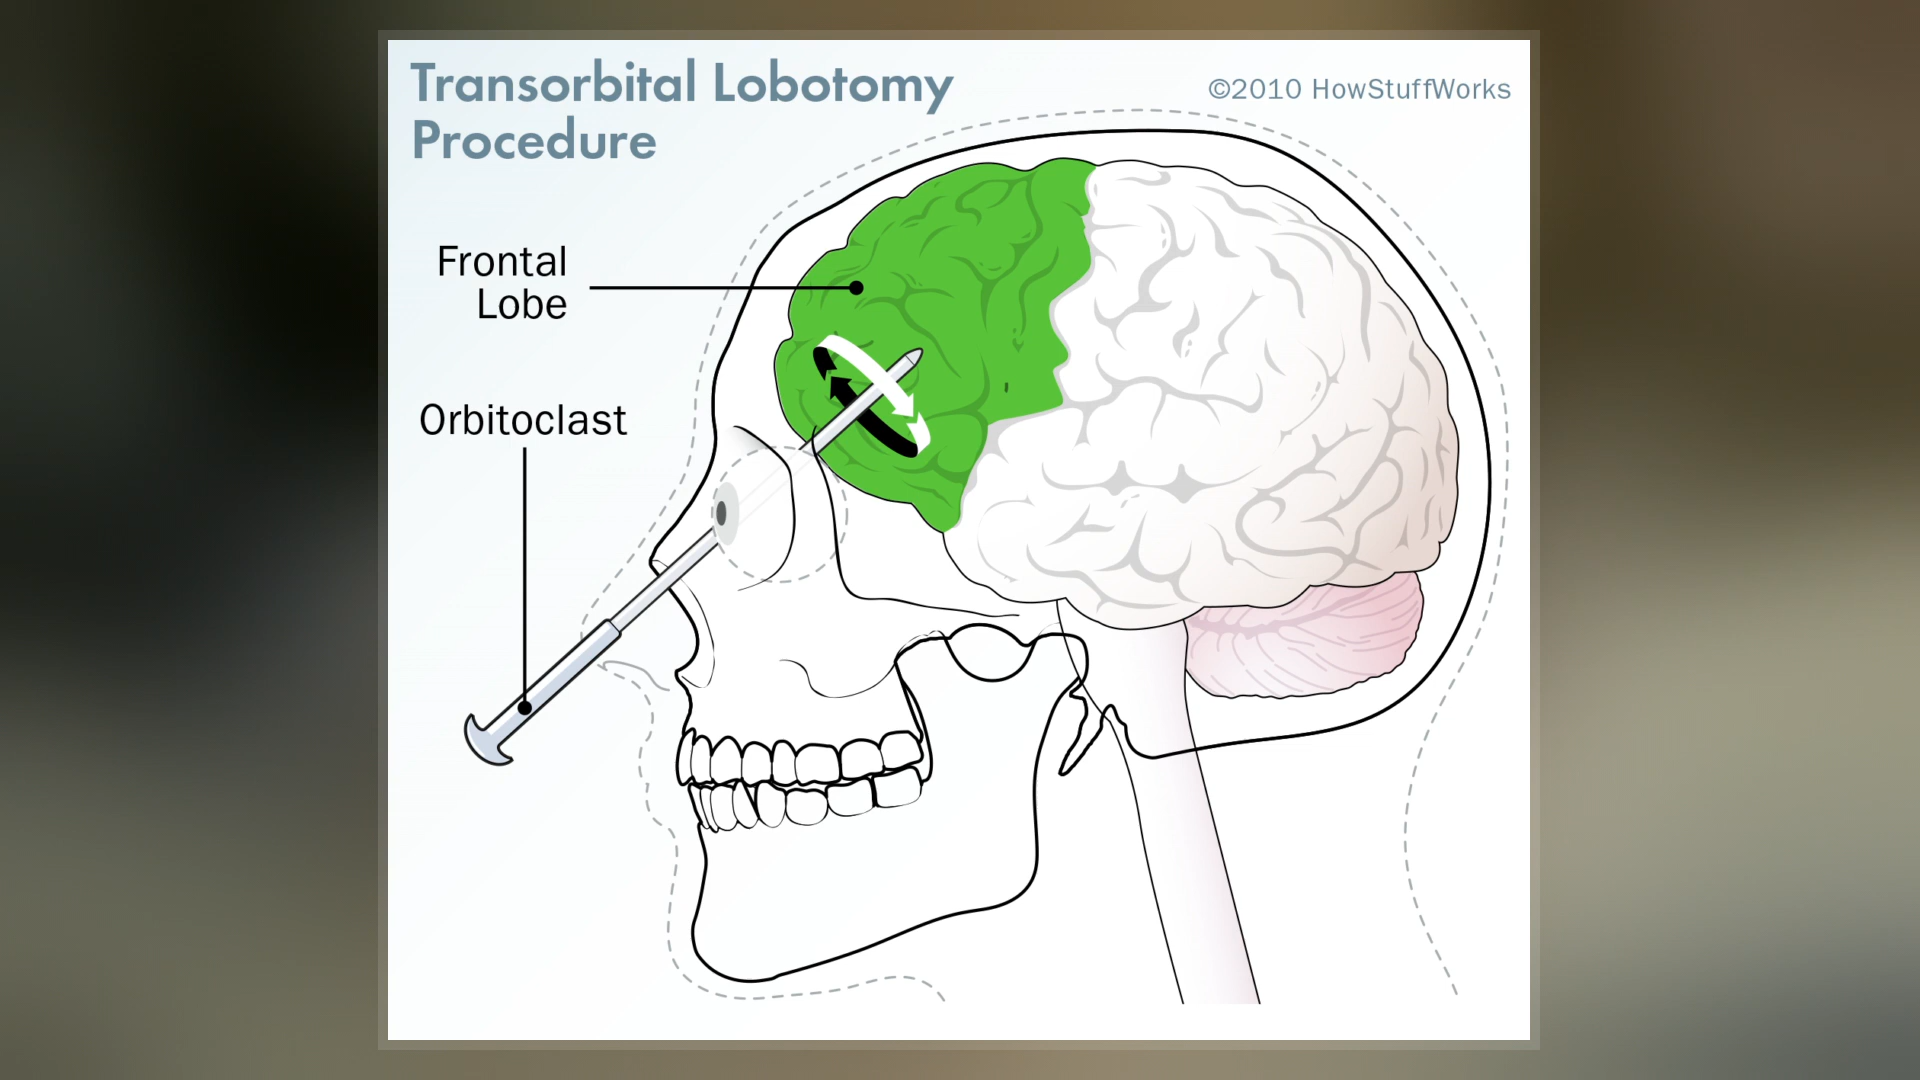 Transorbital Lobotomy
Procedure
©2010 HowStuffWorks
Frontal
Lobe
Orbitoclast